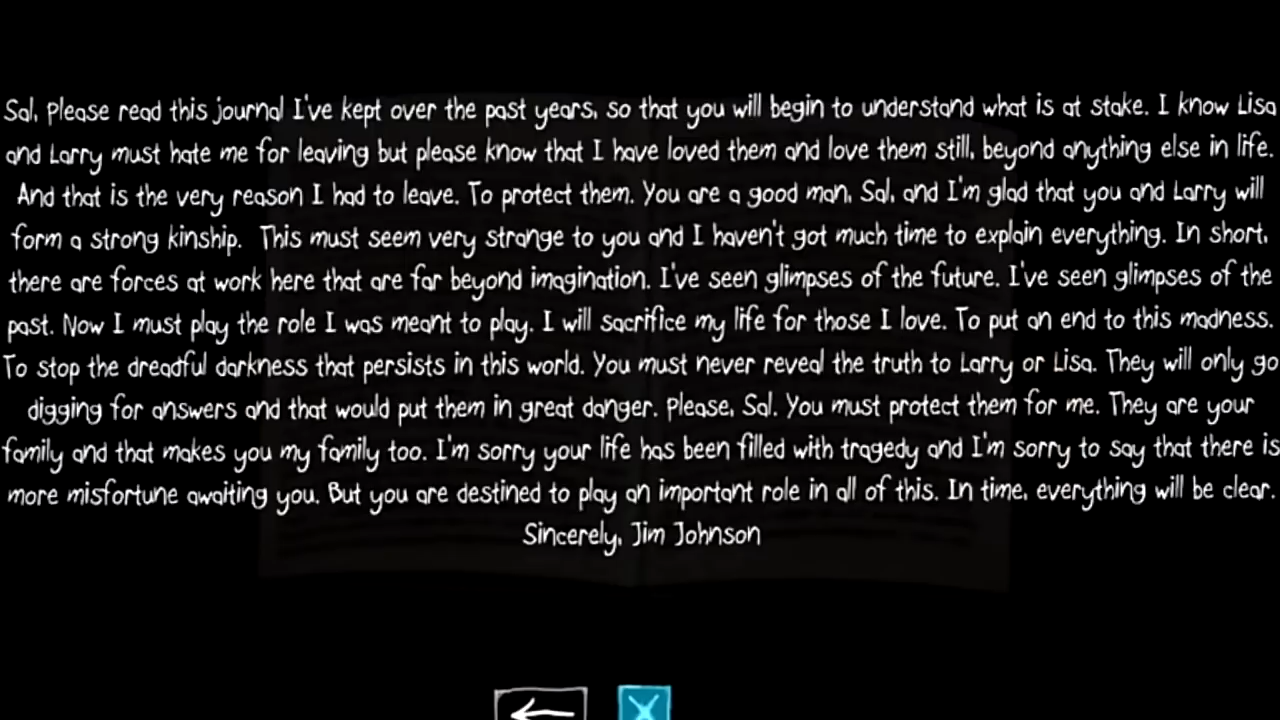 Sal, Please read this journal I've kept over the past years, so that you will begin to understand what is at stake. I know Lisa
and Larry must hate me for leaving but please know that I have loved them and love them still, beyond anything else in life.
And that is the very reason I had to leave. To protect them. You are a good man, Sal, and I'm glad that you and Larry will
form a strong kinship.  This must seem very strange to you and I haven't got much time to explain everything. In short,
there are forces at work here that are far beyond imagination. I've seen glimpses of the future. I've seen glimpses of the
past. Now I must play the role I was meant to play. I will sacrifice my life for those I love. To put an end to this madness.
To stop the dreadful darkness that persists in this world. You must never reveal the truth to Larry or Lisa. They will only go
digging for answers and that would put them in great danger. Please, Sal. You must protect them for me. They are your
family and that makes you my family too. I'm sorry your life has been filled with tragedy and I'm sorry to say that there is
more misfortune awaiting you. But you are destined to play an important role in all of this. In time, everything will be clear.
Sincerely, Jim Johnson